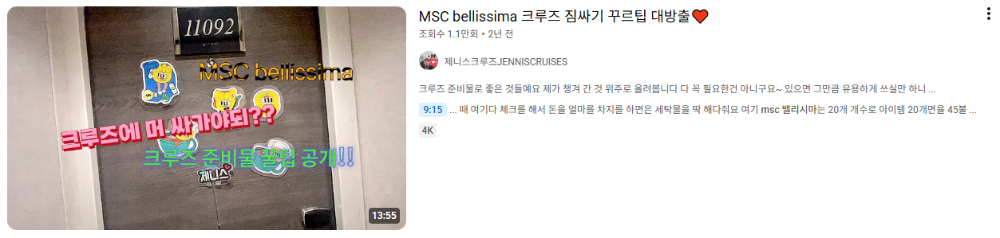 11092
MSC bellissima
크루즈에 머 싸가야되??
크루즈 준비물 꿀팁 공개!!
제니스
13:55
MSC bellissima 크루즈 짐싸기 꾸르팁 대방출❤️
조회수 1.1만회 • 2년 전
제니스크루즈JENNISCRUISES
크루즈 준비물로 좋은 것들예요 제가 챙겨 간 것 위주로 올려봅니다 다 꼭 필요한건 아니구요~ 있으면 그만큼 유용하게 쓰실만 하니 ...
9:15 ... 때 여기다 체크를 해서 돈을 얼마를 차지를 하면은 세탁물을 딱 해다줘요 여기 msc 밸리시마는 20개 개수로 아이템 20개면을 45불 ...
4K